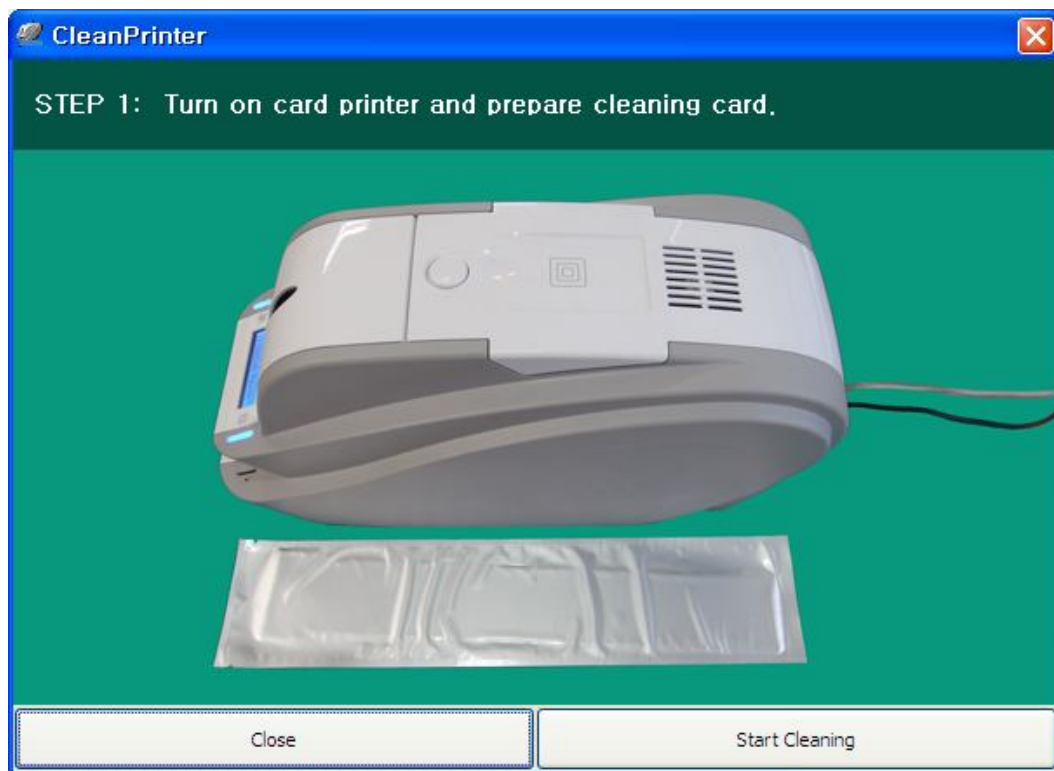 CleanPrinter
STEP 1: Turn on card printer and prepare cleaning card.
Close
Start Cleaning